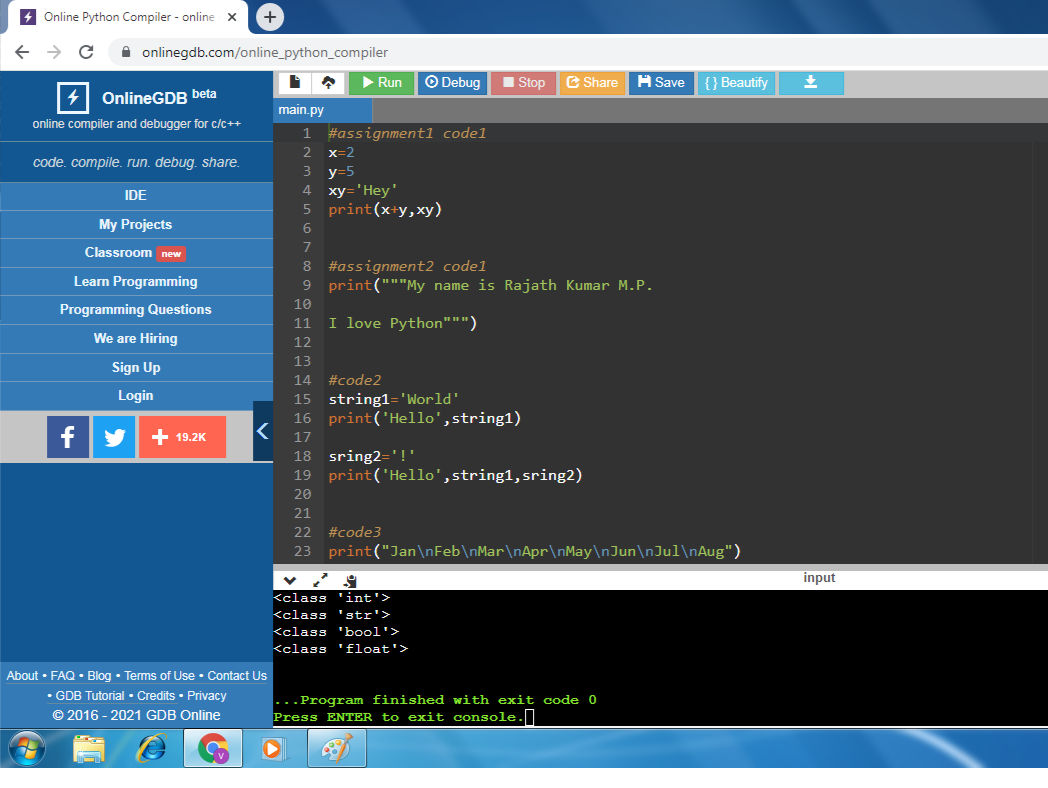 Online Python Compiler - online
onlinegdb.com/online_python_compiler
OnlineGDB beta
online compiler and debugger for c/c++
code. compile. run. debug. share.
IDE
My Projects
Classroom new
Learn Programming
Programming Questions
We are Hiring
Sign Up
Login
19.2K
About • FAQ • Blog • Terms of Use • Contact Us
• GDB Tutorial • Credits • Privacy
© 2016 - 2021 GDB Online
Run Debug Stop Share Save { } Beautify
main.py
1 #assignment1 code1
2 x=2
3 y=5
4 xy='Hey'
5 print(x+y,xy)
6
7
8 #assignment2 code1
9 print("""My name is Rajath Kumar M.P.
10
11 I love Python""")
12
13
14 #code2
15 string1='World'
16 print('Hello',string1)
17
18 sring2='!'
19 print('Hello',string1,sring2)
20
21
22 #code3
23 print("Jan\nFeb\nMar\nApr\nMay\nJun\nJul\nAug")
input
<class 'int'>
<class 'str'>
<class 'bool'>
<class 'float'>
...Program finished with exit code 0
Press ENTER to exit console.